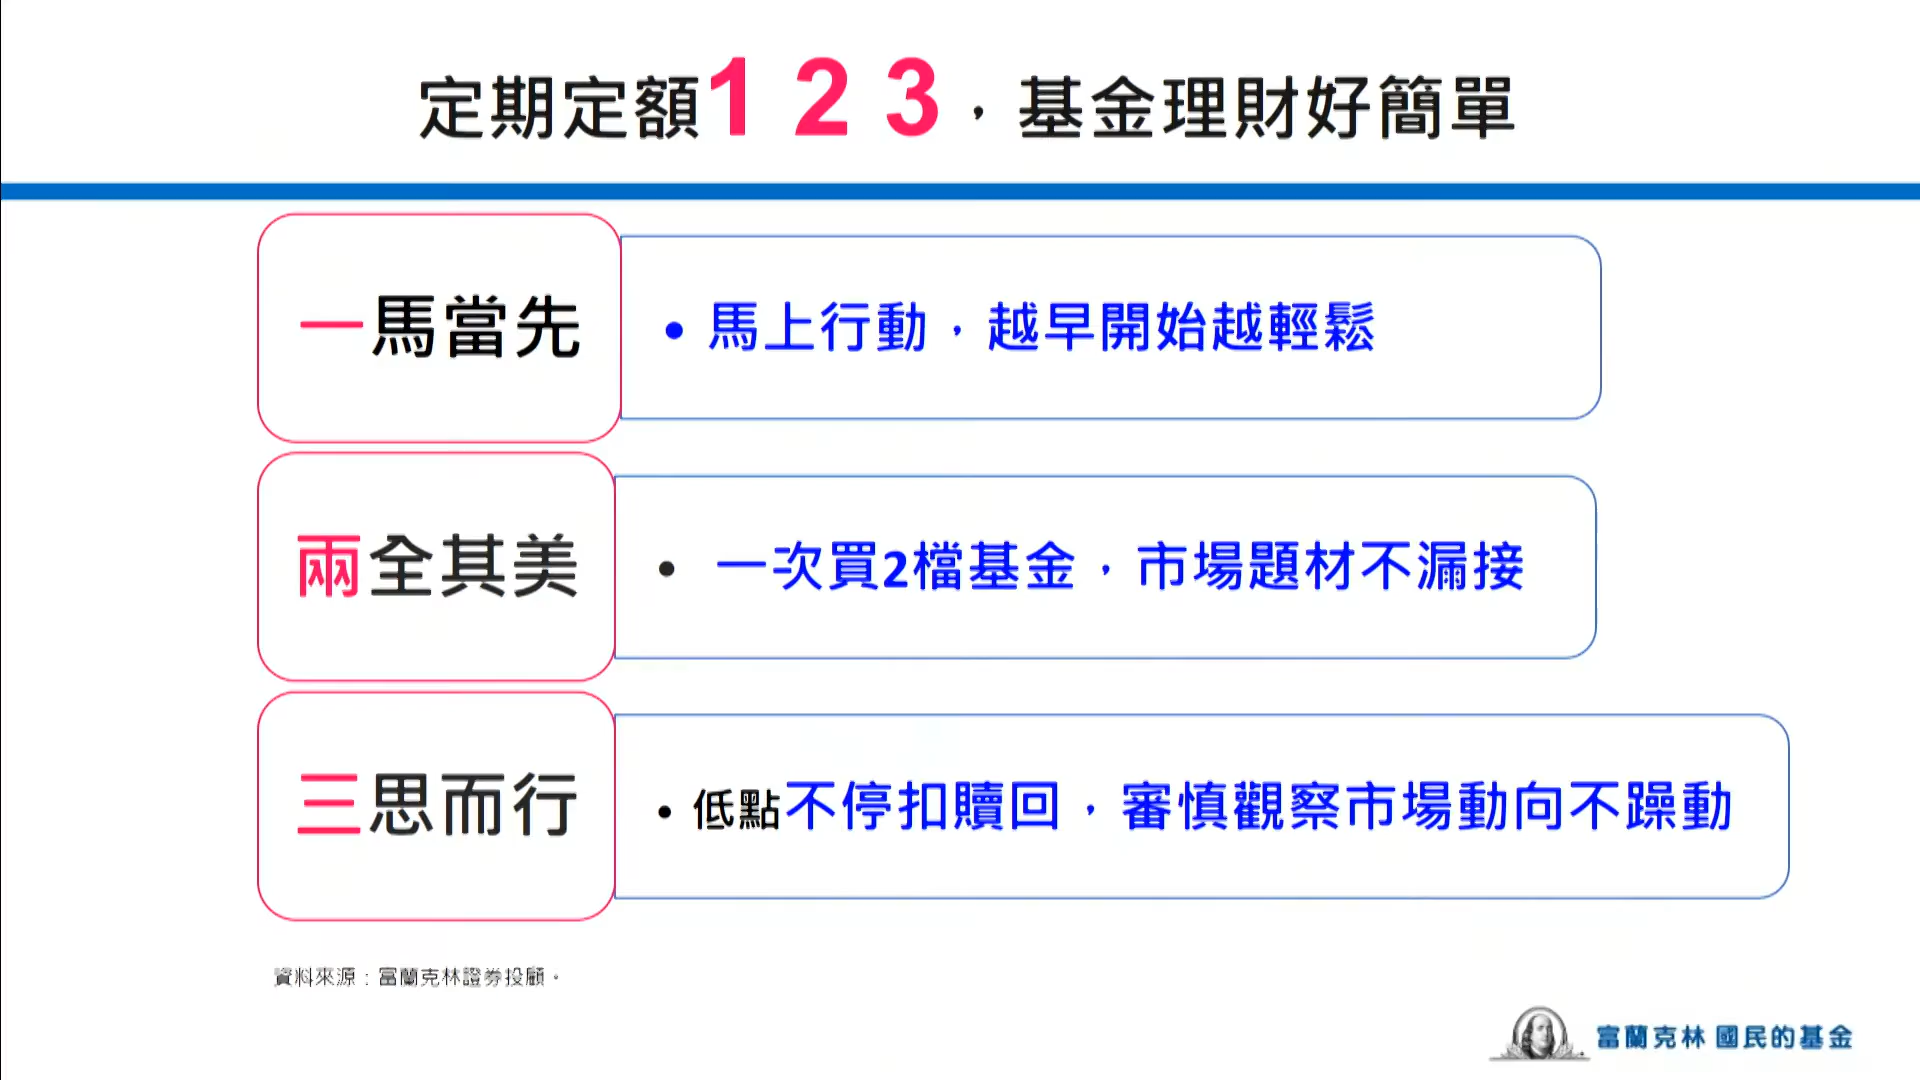 定期定額1 2 3，基金理財好簡單
一馬當先
• 馬上行動，越早開始越輕鬆
兩全其美
• 一次買2檔基金，市場題材不漏接
三思而行
• 低點不停扣贖回，審慎觀察市場動向不躁動
資料來源：富蘭克林證券投顧。
富蘭克林 國民的基金